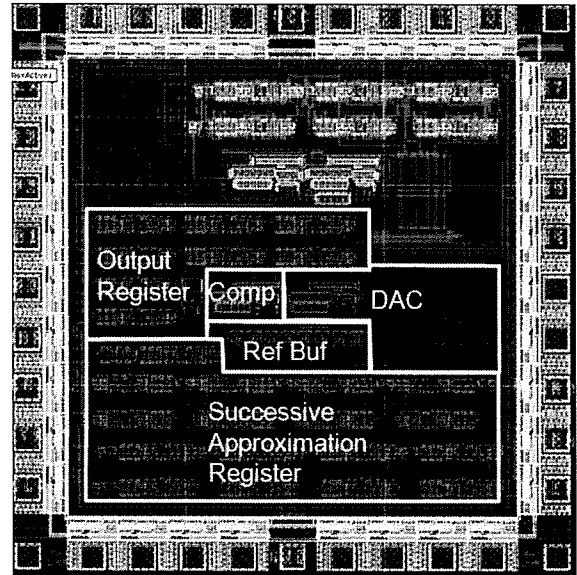 Output
Register
Comp
DAC
Ref Buf
Successive
Approximation
Register